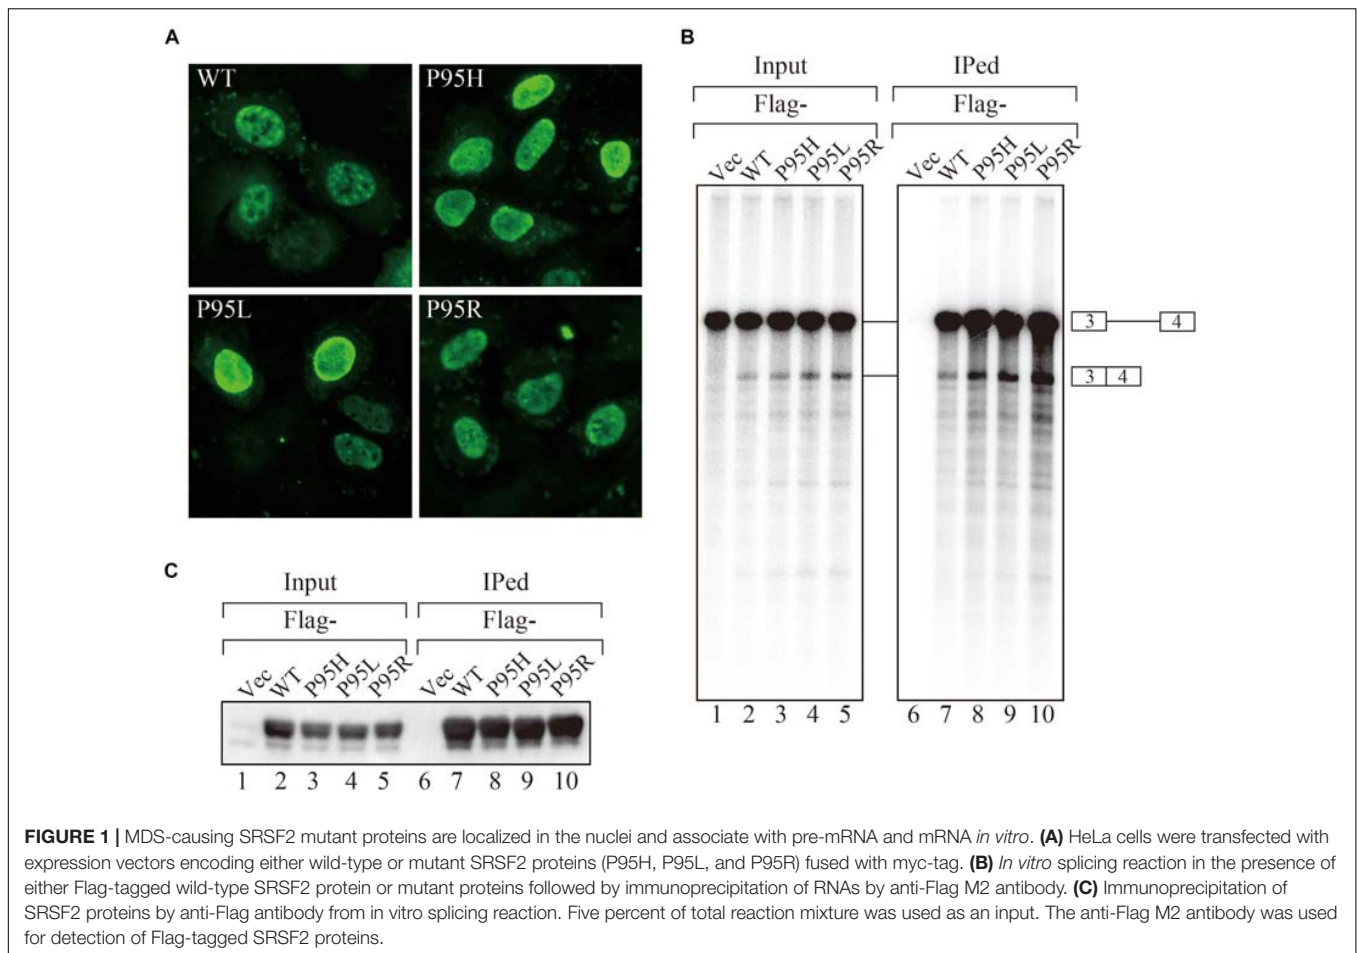 A
WT
P95H
P95L
P95R
B
Input
IPed
Flag-
Flag-
Vec WT P95H P95L P95R
Vec WT P95H P95L P95R
3 4
3 4
1 2 3 4 5
6 7 8 9 10
C
Input
IPed
Flag-
Flag-
Vec WT P95H P95L P95R
Vec WT P95H P95L P95R
1 2 3 4 5 6 7 8 9 10
FIGURE 1 | MDS-causing SRSF2 mutant proteins are localized in the nuclei and associate with pre-mRNA and mRNA in vitro. (A) HeLa cells were transfected with
expression vectors encoding either wild-type or mutant SRSF2 proteins (P95H, P95L, and P95R) fused with myc-tag. (B) In vitro splicing reaction in the presence of
either Flag-tagged wild-type SRSF2 protein or mutant proteins followed by immunoprecipitation of RNAs by anti-Flag M2 antibody. (C) Immunoprecipitation of
SRSF2 proteins by anti-Flag antibody from in vitro splicing reaction. Five percent of total reaction mixture was used as an input. The anti-Flag M2 antibody was used
for detection of Flag-tagged SRSF2 proteins.